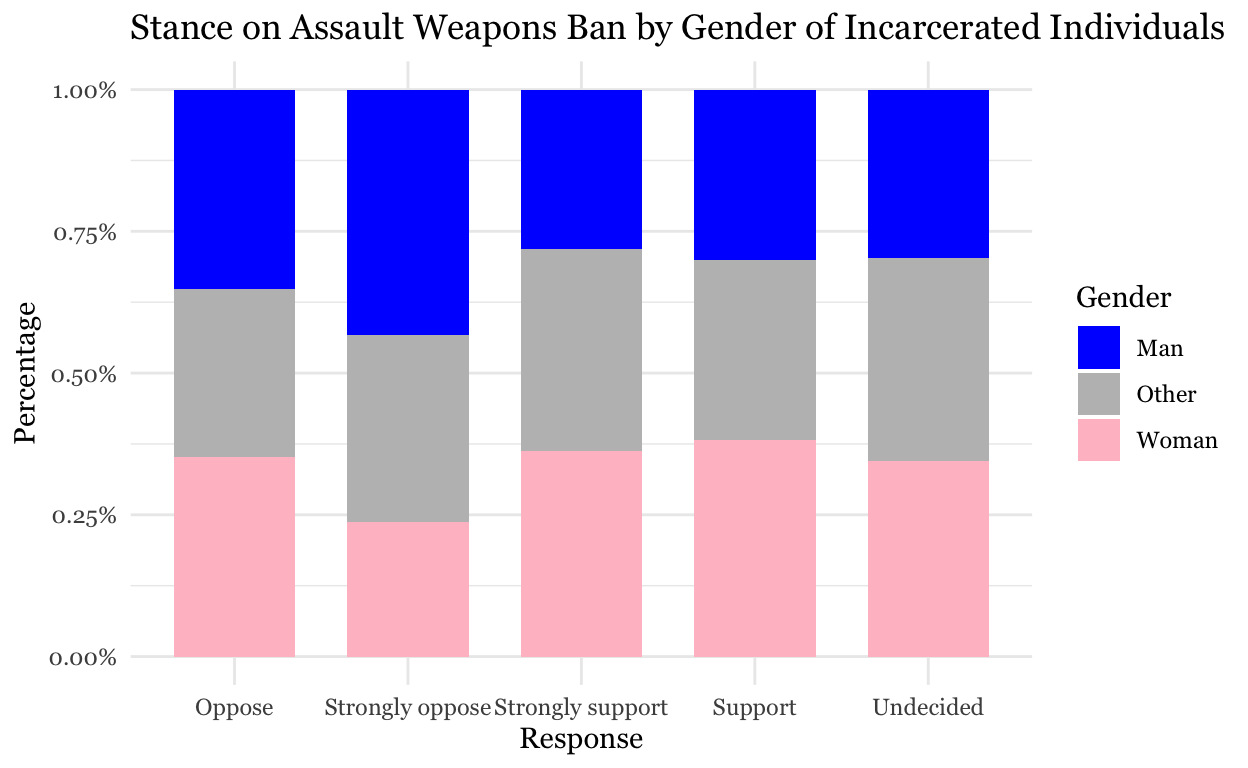 Stance on Assault Weapons Ban by Gender of Incarcerated Individuals
1.00%
0.75%
0.50%
0.25%
0.00%
Percentage
Oppose
Strongly oppose
Strongly support
Support
Undecided
Response
Gender
Man
Other
Woman